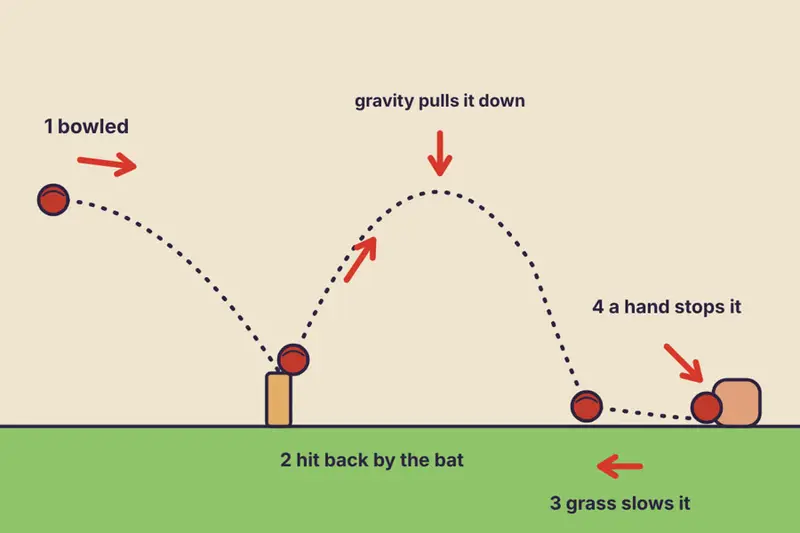 gravity pulls it down
1 bowled
4 a hand stops it
2 hit back by the bat
3 grass slows it